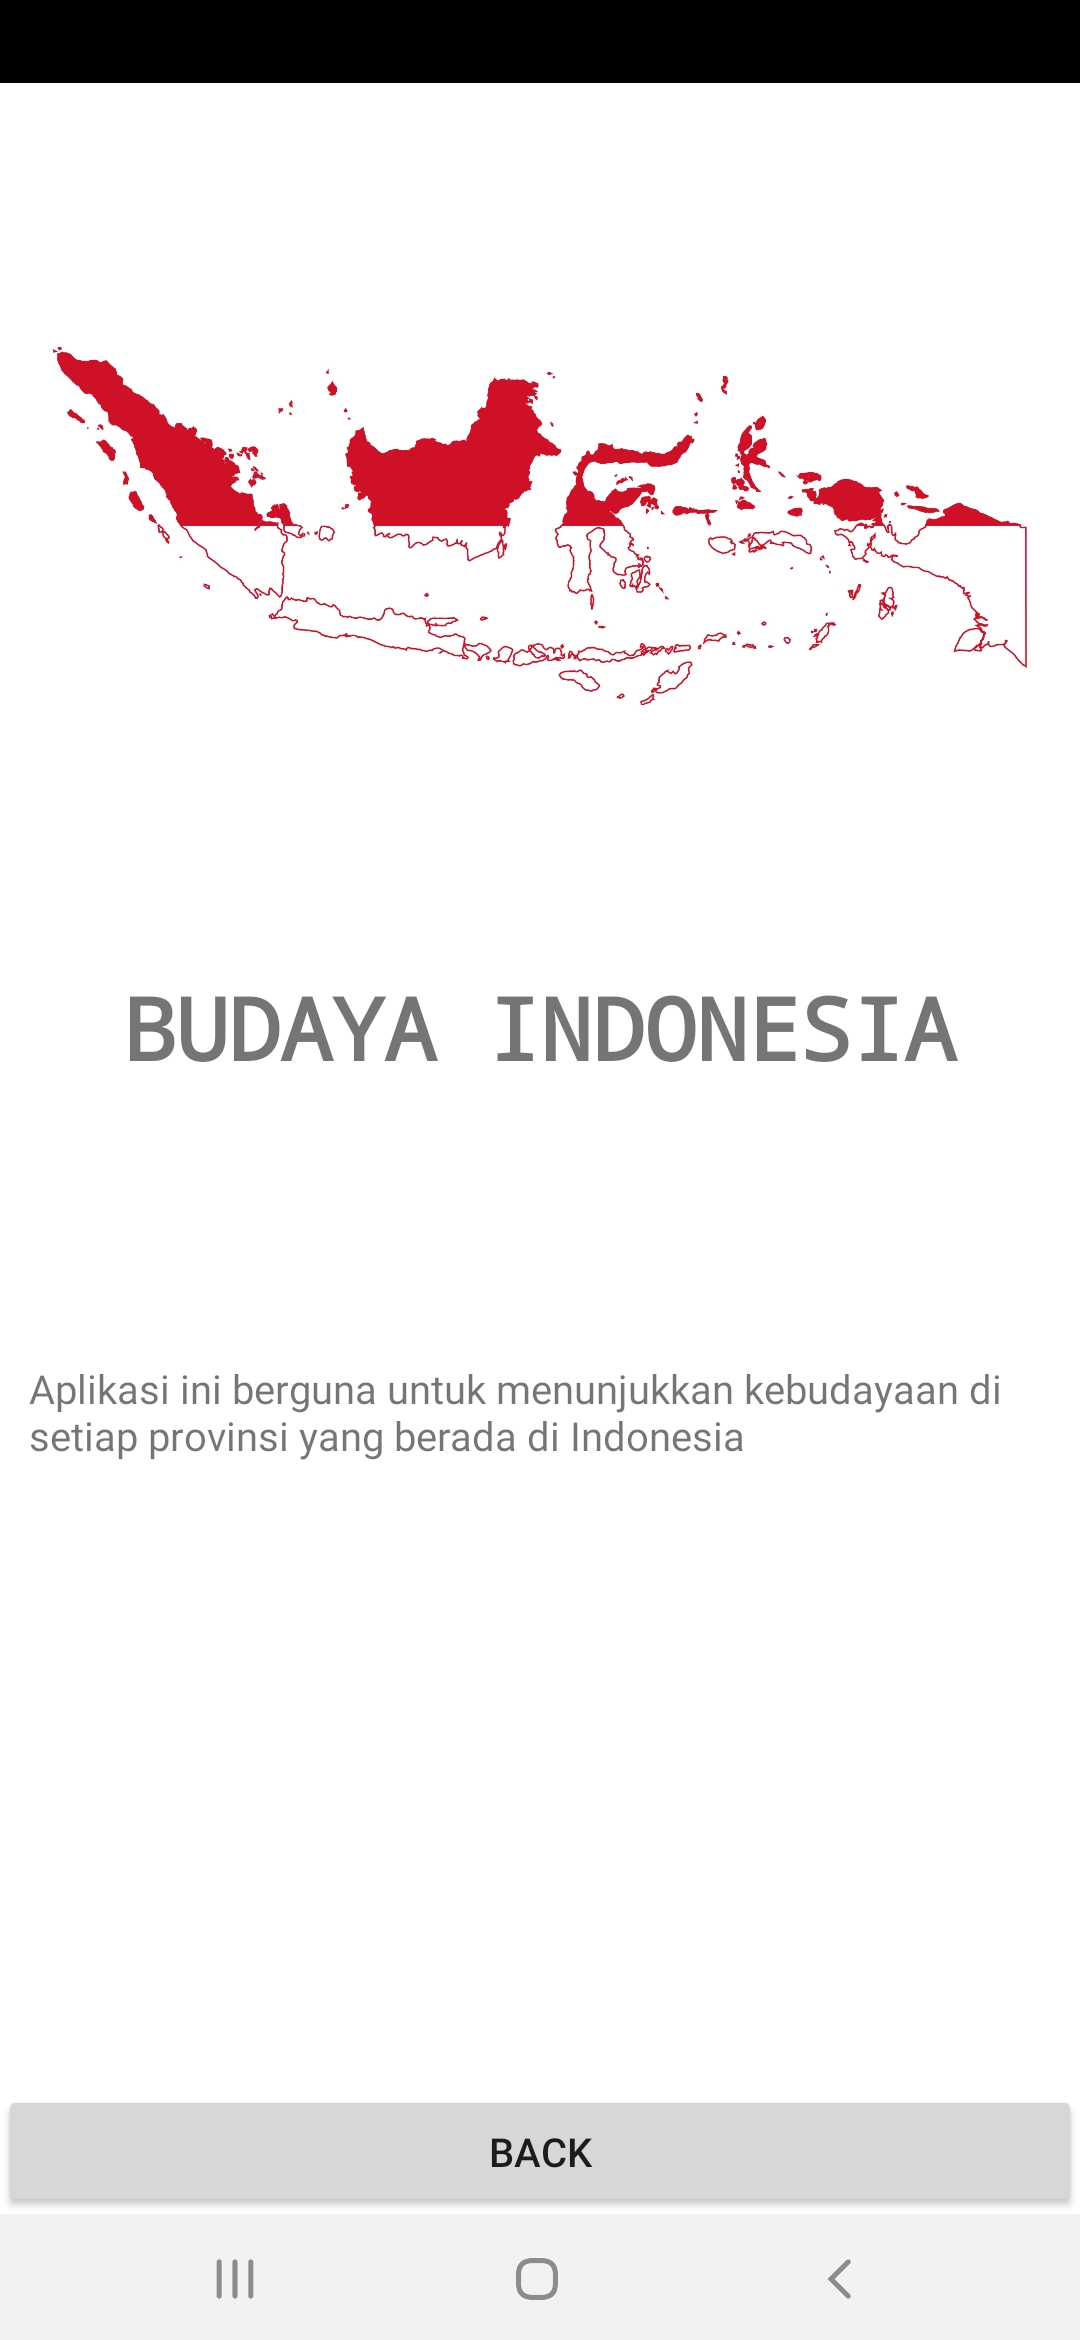 BUDAYA INDONESIA
Aplikasi ini berguna untuk menunjukkan kebudayaan di
setiap provinsi yang berada di Indonesia
BACK